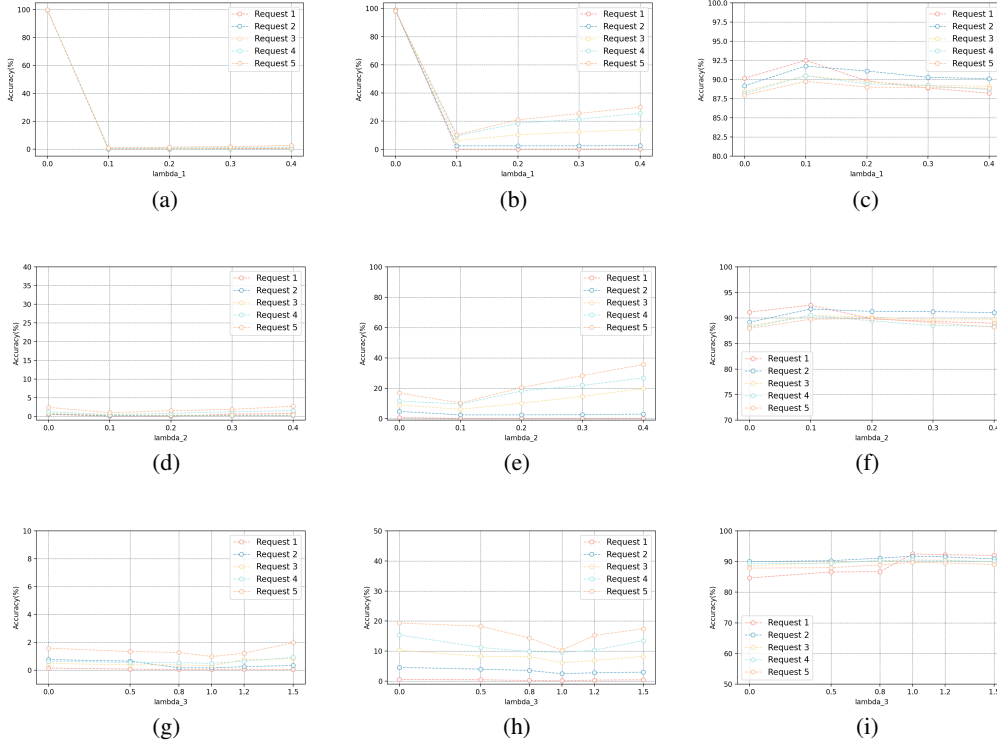 100
80
60
40
20
0
Accuracy(%)
0.0 0.1 0.2 0.3 0.4
lambda_1
Request 1
Request 2
Request 3
Request 4
Request 5
(a)
100
80
60
40
20
0
Accuracy(%)
0.0 0.1 0.2 0.3 0.4
lambda_1
Request 1
Request 2
Request 3
Request 4
Request 5
(b)
100.0
97.5
95.0
92.5
90.0
87.5
85.0
82.5
80.0
Accuracy(%)
0.0 0.1 0.2 0.3 0.4
lambda_1
Request 1
Request 2
Request 3
Request 4
Request 5
(c)
40
35
30
25
20
15
10
5
0
Accuracy(%)
0.0 0.1 0.2 0.3 0.4
lambda_2
Request 1
Request 2
Request 3
Request 4
Request 5
(d)
100
80
60
40
20
0
Accuracy(%)
0.0 0.1 0.2 0.3 0.4
lambda_2
Request 1
Request 2
Request 3
Request 4
Request 5
(e)
100
95
90
85
80
75
70
Accuracy(%)
0.0 0.1 0.2 0.3 0.4
lambda_2
Request 1
Request 2
Request 3
Request 4
Request 5
(f)
10
8
6
4
2
0
Accuracy(%)
0.0 0.5 0.8 1.0 1.2 1.5
lambda_3
Request 1
Request 2
Request 3
Request 4
Request 5
(g)
50
40
30
20
10
0
Accuracy(%)
0.0 0.5 0.8 1.0 1.2 1.5
lambda_3
Request 1
Request 2
Request 3
Request 4
Request 5
(h)
100
90
80
70
60
50
Accuracy(%)
0.0 0.5 0.8 1.0 1.2 1.5
lambda_3
Request 1
Request 2
Request 3
Request 4
Request 5
(i)